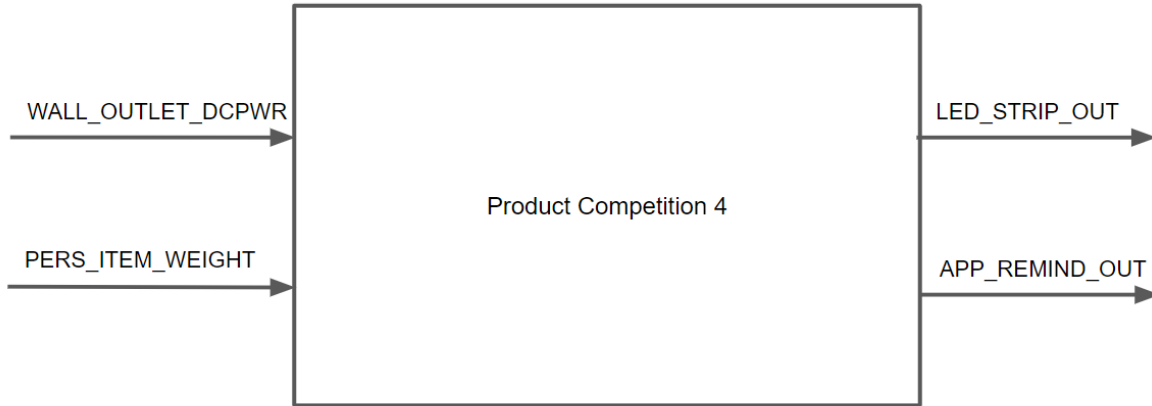 WALL_OUTLET_DCPWR
LED_STRIP_OUT
Product Competition 4
PERS_ITEM_WEIGHT
APP_REMIND_OUT